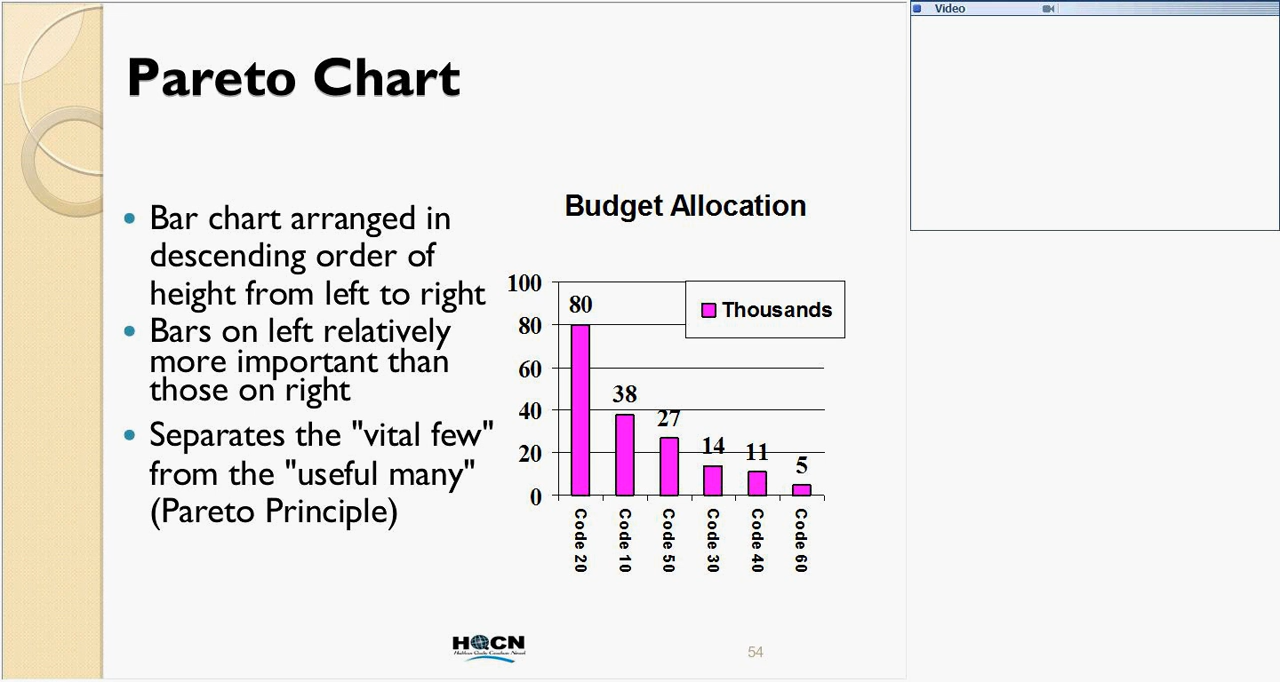 Video
Pareto Chart
Bar chart arranged in
descending order of
height from left to right
Bars on left relatively
more important than
those on right
Separates the "vital few"
from the "useful many"
(Pareto Principle)
Budget Allocation
Thousands
100
80
60
40
20
0
80
38
27
14
11
5
Code 20
Code 10
Code 50
Code 30
Code 40
Code 60
HQCN
54